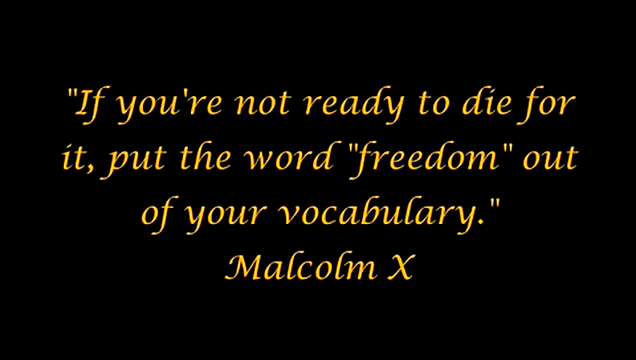 "If you're not ready to die for
it, put the word "freedom" out
of your vocabulary."
Malcolm X